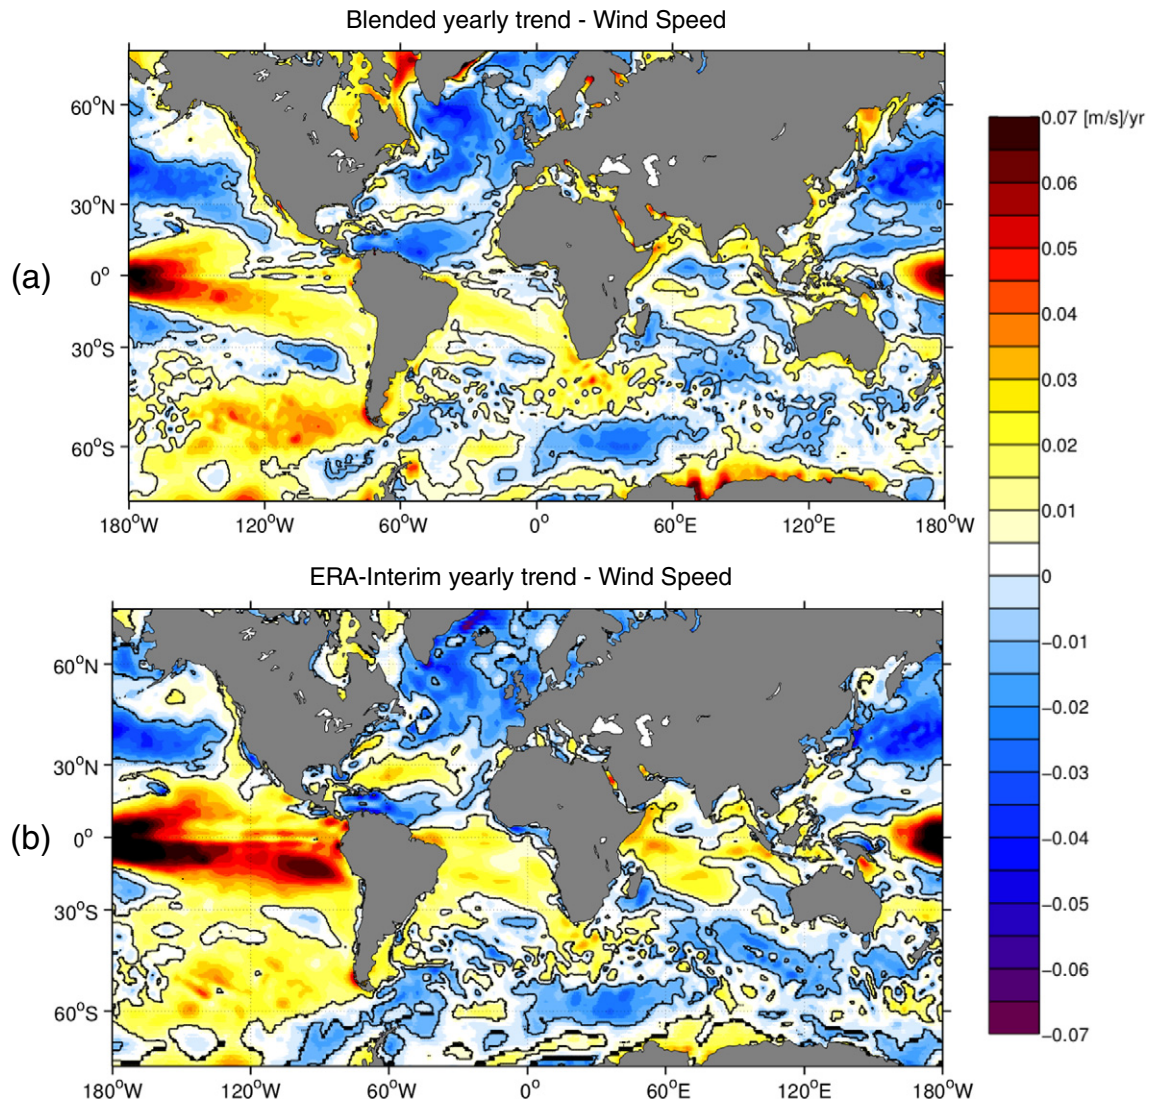 Blended yearly trend - Wind Speed
(a)
60°N
30°N
0°
30°S
60°S
180°W 120°W 60°W 0° 60°E 120°E 180°W
0.07 [m/s]/yr
0.06
0.05
0.04
0.03
0.02
0.01
0
−0.01
−0.02
−0.03
−0.04
−0.05
−0.06
−0.07
ERA-Interim yearly trend - Wind Speed
(b)
60°N
30°N
0°
30°S
60°S
180°W 120°W 60°W 0° 60°E 120°E 180°W